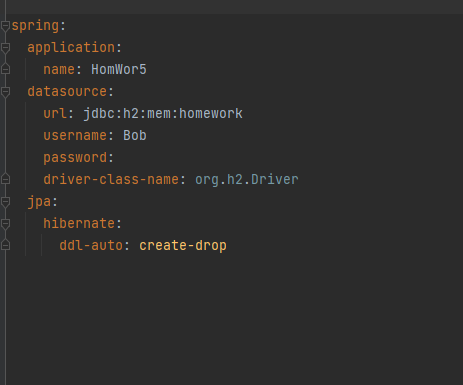 spring:
  application:
    name: HomWor5
  datasource:
    url: jdbc:h2:mem:homework
    username: Bob
    password:
    driver-class-name: org.h2.Driver
  jpa:
    hibernate:
      ddl-auto: create-drop